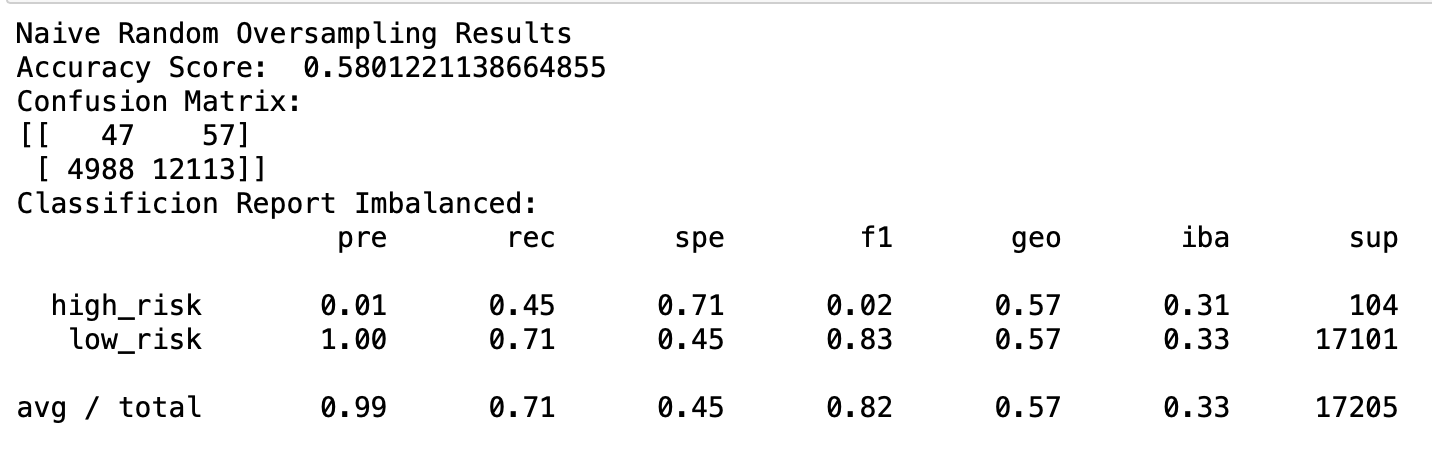 Naive Random Oversampling Results
Accuracy Score:  0.5801221138664855
Confusion Matrix:
[[   47    57]
 [ 4988 12113]]
Classificion Report Imbalanced:
                   pre       rec       spe        f1       geo       iba       sup

  high_risk       0.01      0.45      0.71      0.02      0.57      0.31       104
   low_risk       1.00      0.71      0.45      0.83      0.57      0.33     17101

avg / total       0.99      0.71      0.45      0.82      0.57      0.33     17205